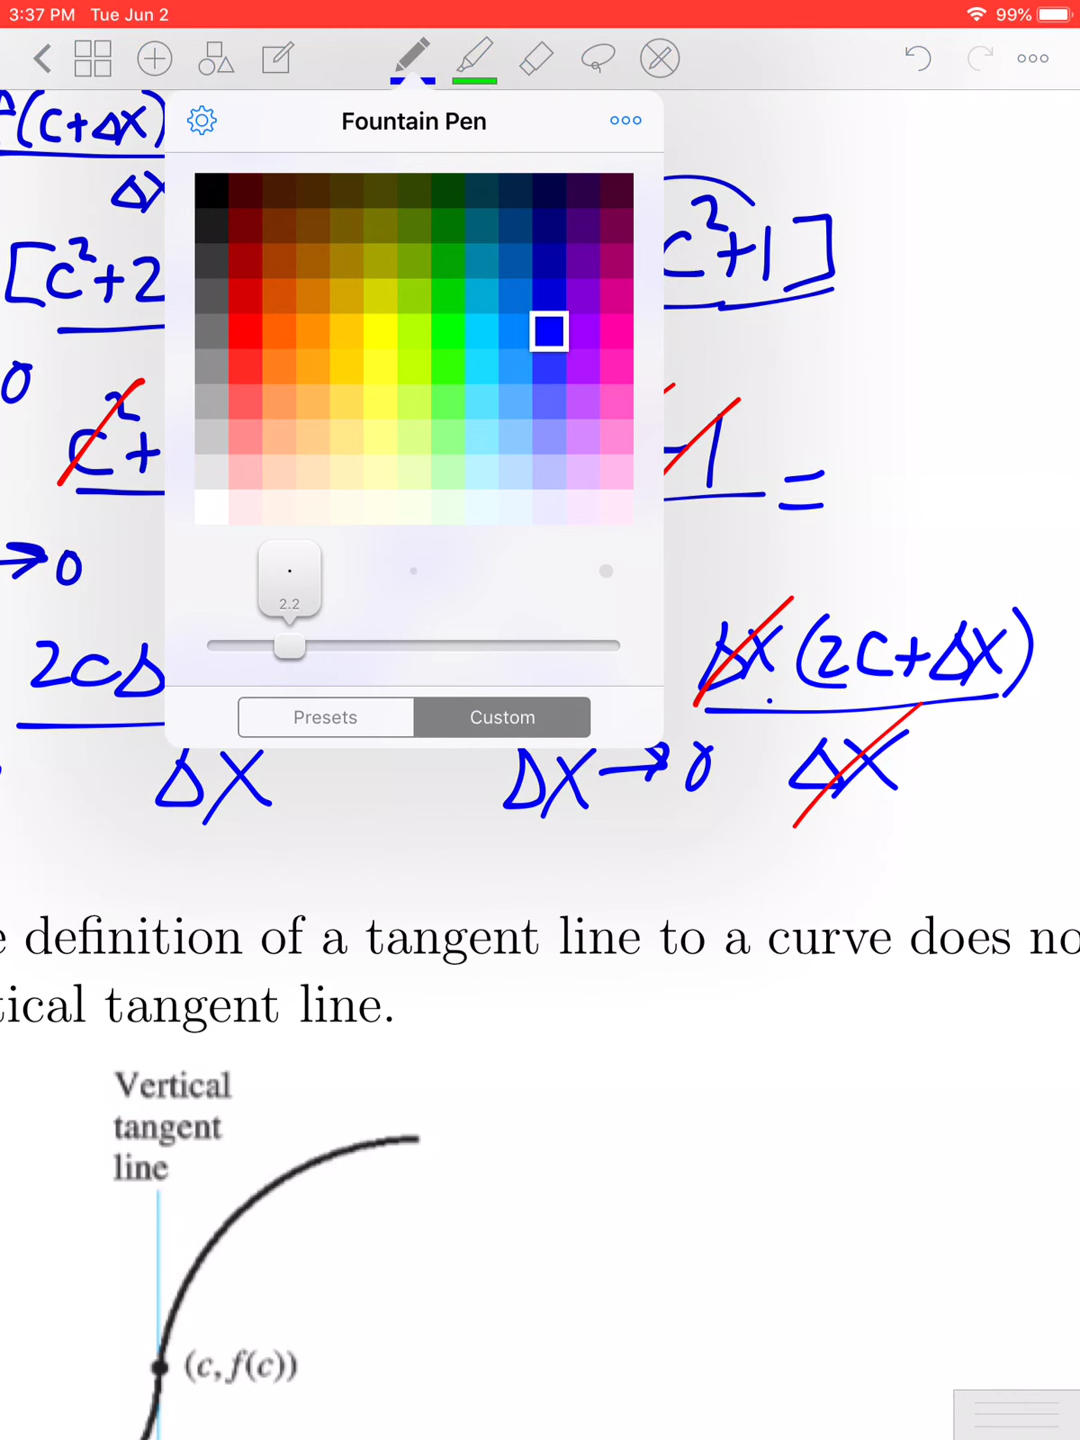 3:37 PM Tue Jun 2 99%
Fountain Pen
(C+ΔX)
ΔX
[C²+2 C²+1]
0
C²+ -1 =
→0
2.2
2CΔ ΔX(2C+ΔX)
Presets Custom
ΔX ΔX→0 ΔX
definition of a tangent line to a curve does no
tical tangent line.
Vertical
tangent
line
(c, f(c))